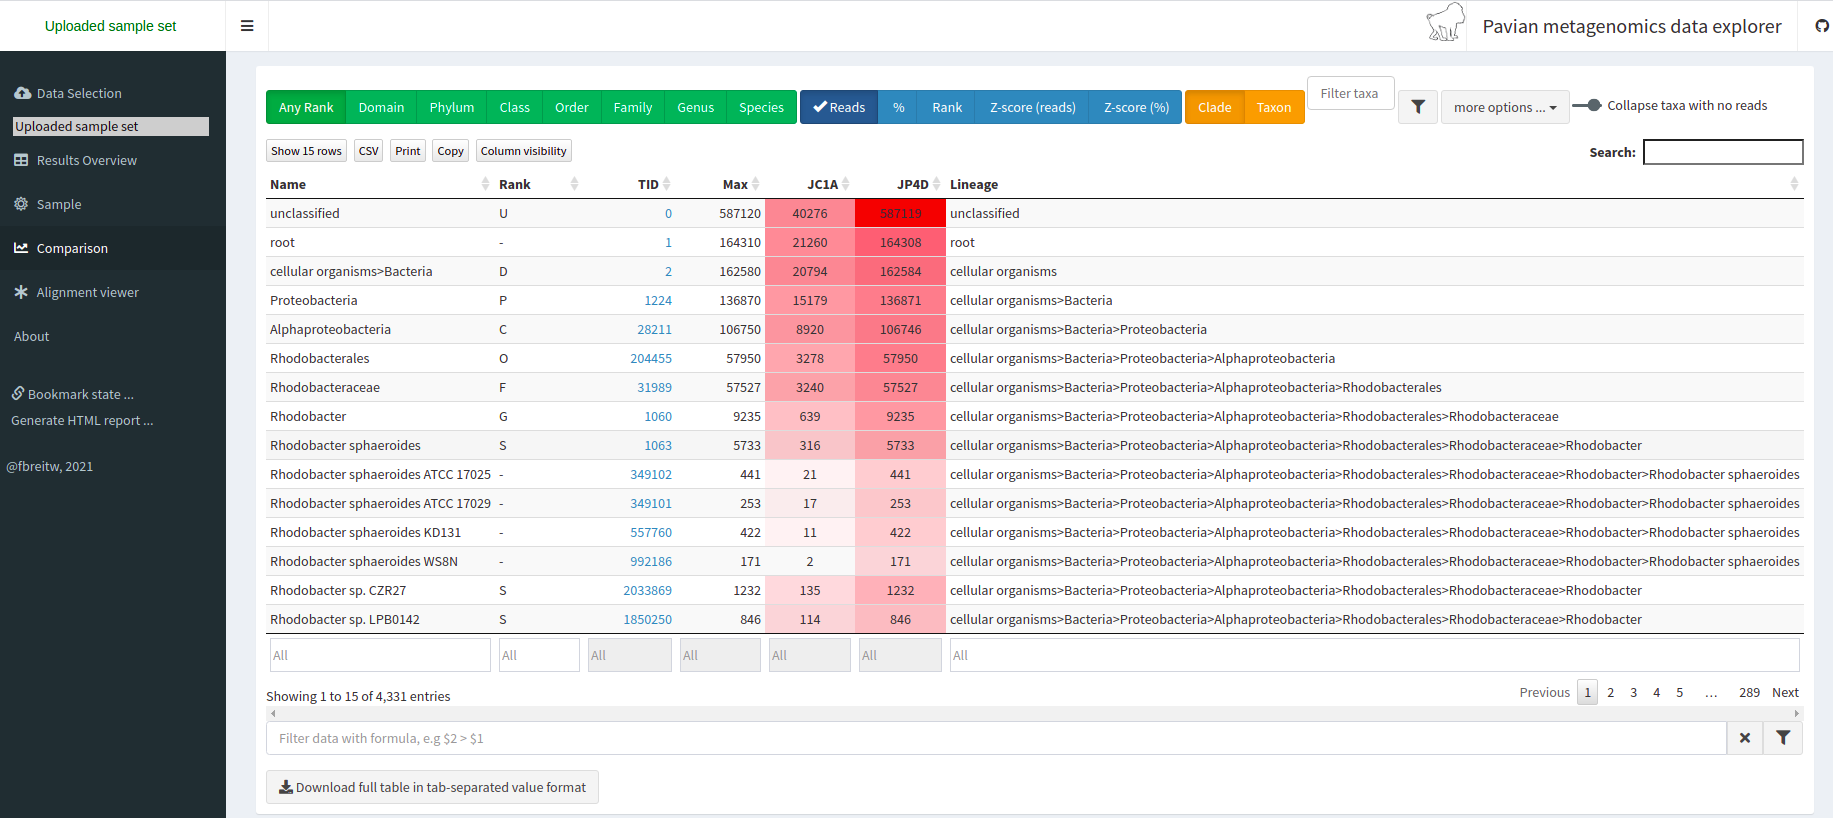 Uploaded sample set
Pavian metagenomics data explorer
Data Selection
Uploaded sample set
Results Overview
Sample
Comparison
Alignment viewer
About
Bookmark state ...
Generate HTML report ...
@fbreitw, 2021
Any Rank Domain Phylum Class Order Family Genus Species Reads % Rank Z-score (reads) Z-score (%) Clade Taxon Filter taxa more options ... Collapse taxa with no reads
Show 15 rows CSV Print Copy Column visibility Search:
Name Rank TID Max JC1A JP4D Lineage
unclassified U 0 587120 40276 587119 unclassified
root - 1 164310 21260 164308 root
cellular organisms>Bacteria D 2 162580 20794 162584 cellular organisms
Proteobacteria P 1224 136870 15179 136871 cellular organisms>Bacteria
Alphaproteobacteria C 28211 106750 8920 106746 cellular organisms>Bacteria>Proteobacteria
Rhodobacterales O 204455 57950 3278 57950 cellular organisms>Bacteria>Proteobacteria>Alphaproteobacteria
Rhodobacteraceae F 31989 57527 3240 57527 cellular organisms>Bacteria>Proteobacteria>Alphaproteobacteria>Rhodobacterales
Rhodobacter G 1060 9235 639 9235 cellular organisms>Bacteria>Proteobacteria>Alphaproteobacteria>Rhodobacterales>Rhodobacteraceae
Rhodobacter sphaeroides S 1063 5733 316 5733 cellular organisms>Bacteria>Proteobacteria>Alphaproteobacteria>Rhodobacterales>Rhodobacteraceae>Rhodobacter
Rhodobacter sphaeroides ATCC 17025 - 349102 441 21 441 cellular organisms>Bacteria>Proteobacteria>Alphaproteobacteria>Rhodobacterales>Rhodobacteraceae>Rhodobacter>Rhodobacter sphaeroides
Rhodobacter sphaeroides ATCC 17029 - 349101 253 17 253 cellular organisms>Bacteria>Proteobacteria>Alphaproteobacteria>Rhodobacterales>Rhodobacteraceae>Rhodobacter>Rhodobacter sphaeroides
Rhodobacter sphaeroides KD131 - 557760 422 11 422 cellular organisms>Bacteria>Proteobacteria>Alphaproteobacteria>Rhodobacterales>Rhodobacteraceae>Rhodobacter>Rhodobacter sphaeroides
Rhodobacter sphaeroides WS8N - 992186 171 2 171 cellular organisms>Bacteria>Proteobacteria>Alphaproteobacteria>Rhodobacterales>Rhodobacteraceae>Rhodobacter>Rhodobacter sphaeroides
Rhodobacter sp. CZR27 S 2033869 1232 135 1232 cellular organisms>Bacteria>Proteobacteria>Alphaproteobacteria>Rhodobacterales>Rhodobacteraceae>Rhodobacter
Rhodobacter sp. LPB0142 S 1850250 846 114 846 cellular organisms>Bacteria>Proteobacteria>Alphaproteobacteria>Rhodobacterales>Rhodobacteraceae>Rhodobacter
All All All All All All All
Showing 1 to 15 of 4,331 entries Previous 1 2 3 4 5 ... 289 Next
Filter data with formula, e.g $2 > $1
Download full table in tab-separated value format